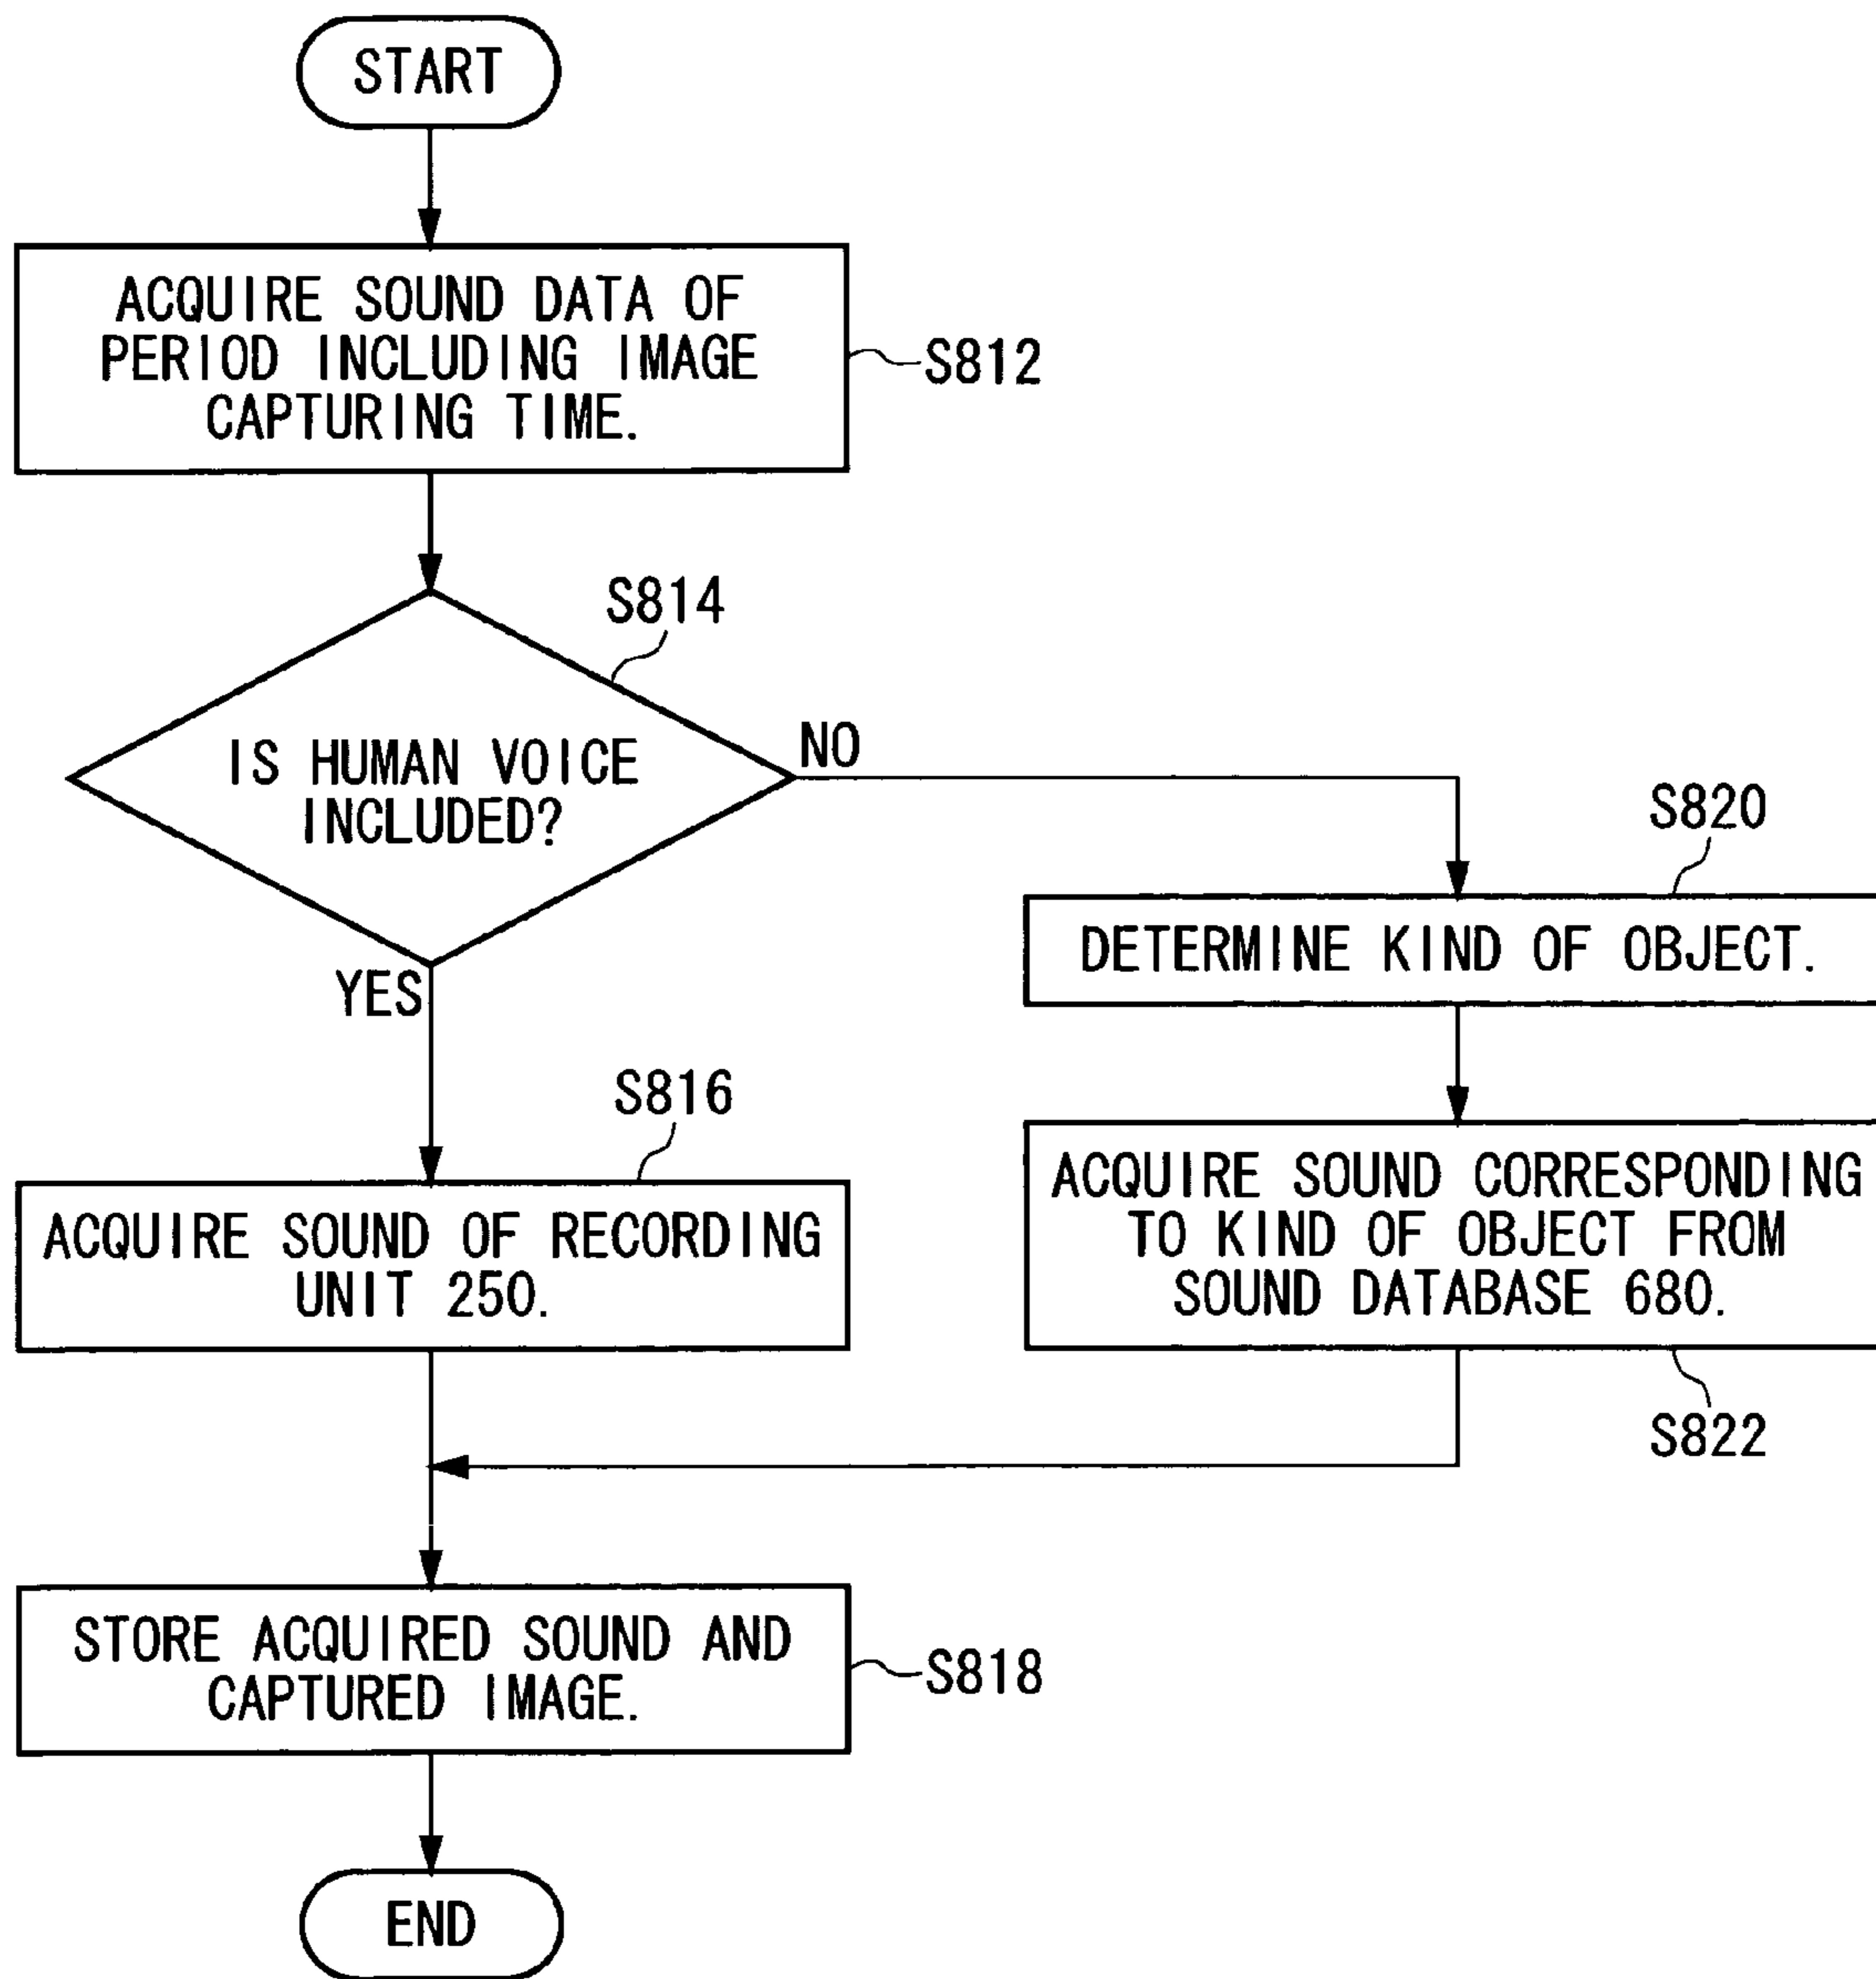 START
ACQUIRE SOUND DATA OF
PERIOD INCLUDING IMAGE
CAPTURING TIME.
S812
S814
IS HUMAN VOICE
INCLUDED?
NO
YES
S820
DETERMINE KIND OF OBJECT.
S816
ACQUIRE SOUND OF RECORDING
UNIT 250.
ACQUIRE SOUND CORRESPONDING
TO KIND OF OBJECT FROM
SOUND DATABASE 680.
S822
STORE ACQUIRED SOUND AND
CAPTURED IMAGE.
S818
END